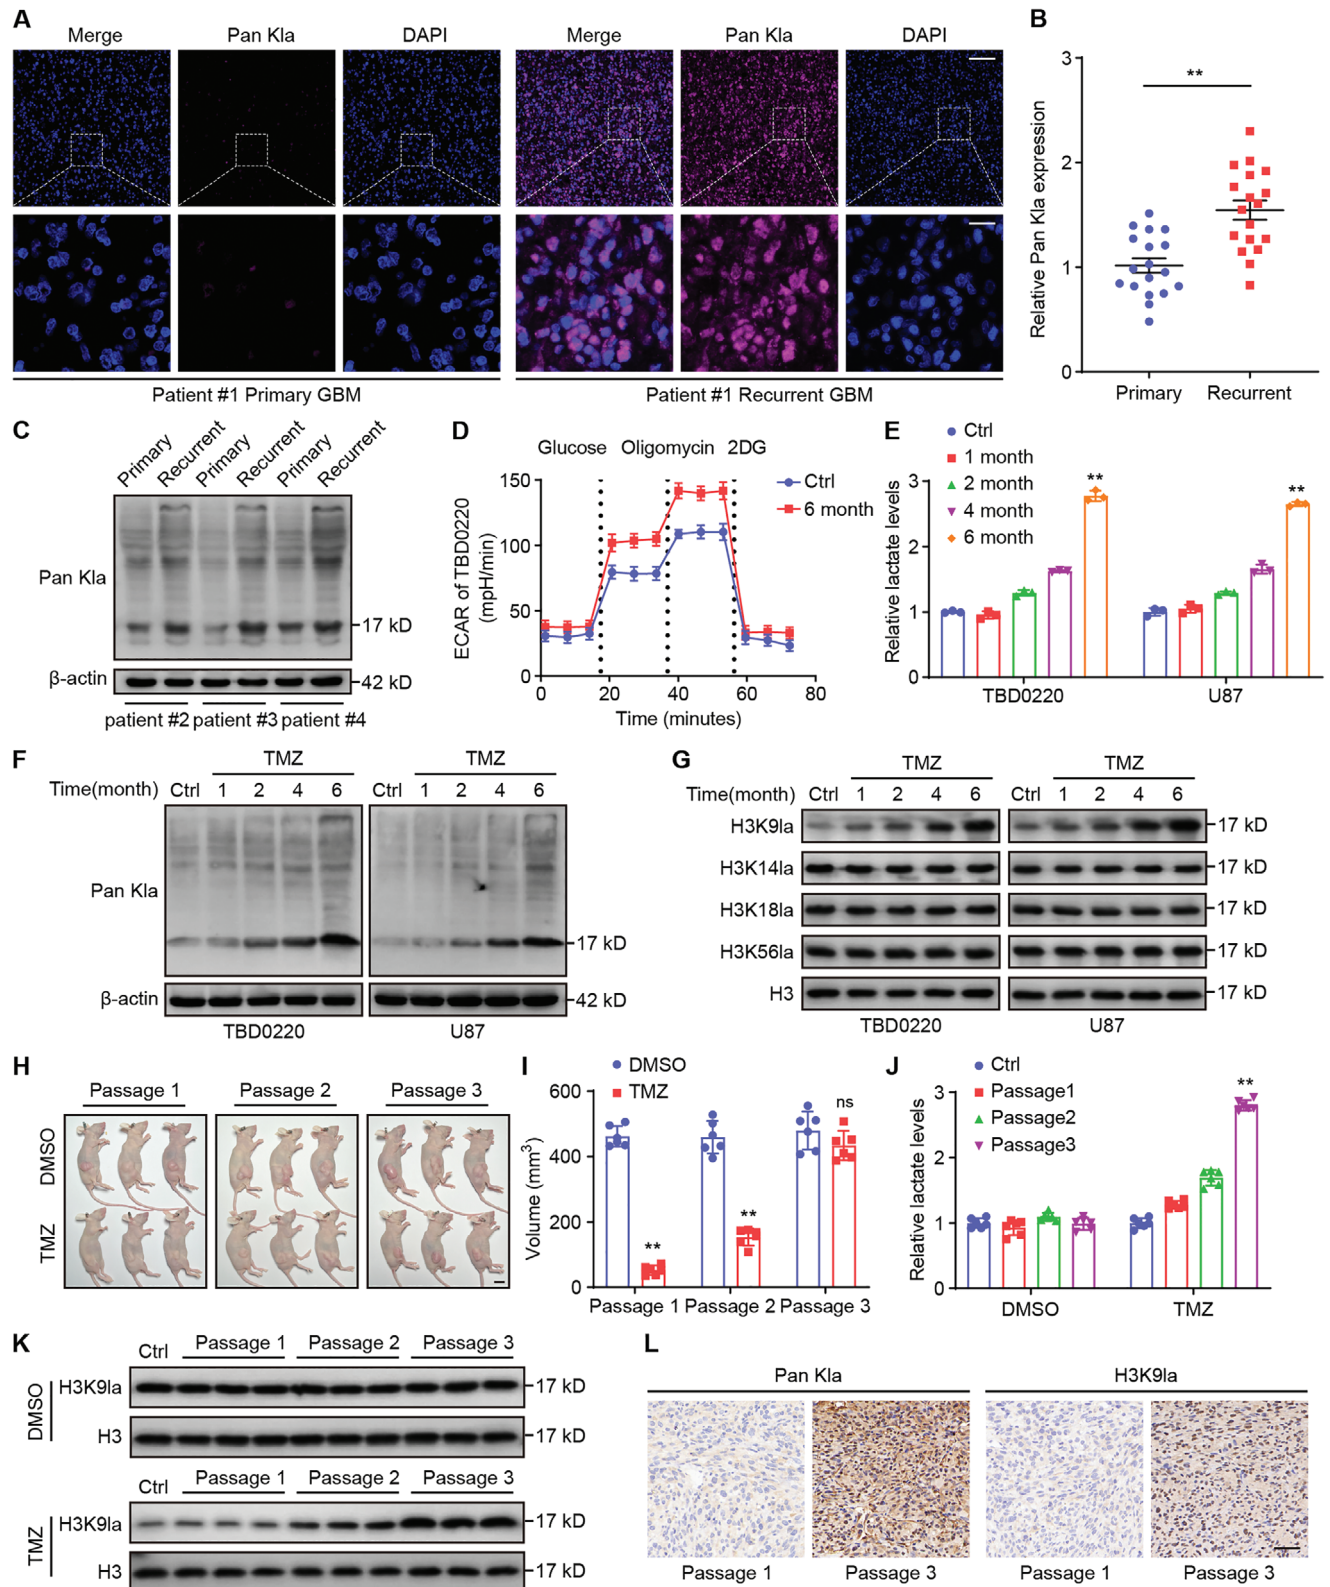 A
Merge Pan Kla DAPI Merge Pan Kla DAPI
Patient #1 Primary GBM Patient #1 Recurrent GBM
B
Relative Pan Kla expression
3
**
2
1
0
Primary Recurrent
C
Primary Recurrent Primary Recurrent Primary Recurrent
Pan Kla
17 kD
β-actin
42 kD
patient #2 patient #3 patient #4
D
Glucose Oligomycin 2DG
ECAR of TBD0220
(mpH/min)
150
100
50
0
Ctrl
6 month
0 20 40 60 80
Time (minutes)
E
Ctrl
1 month
2 month
4 month
6 month
Relative lactate levels
3
2
1
0
** **
TBD0220 U87
F
TMZ TMZ
Time(month) Ctrl 1 2 4 6 Ctrl 1 2 4 6
Pan Kla
17 kD
β-actin
42 kD
TBD0220 U87
G
TMZ TMZ
Time(month) Ctrl 1 2 4 6 Ctrl 1 2 4 6
H3K9la 17 kD
H3K14la 17 kD
H3K18la 17 kD
H3K56la 17 kD
H3 17 kD
TBD0220 U87
H
Passage 1 Passage 2 Passage 3
DMSO
TMZ
I
DMSO
TMZ
Volume (mm³)
600
400
200
0
** ** ns
Passage 1 Passage 2 Passage 3
J
Ctrl
Passage1
Passage2
Passage3
Relative lactate levels
3
2
1
0
**
DMSO TMZ
K
Ctrl Passage 1 Passage 2 Passage 3
DMSO
H3K9la 17 kD
H3 17 kD
Ctrl Passage 1 Passage 2 Passage 3
TMZ
H3K9la 17 kD
H3 17 kD
L
Pan Kla H3K9la
Passage 1 Passage 3 Passage 1 Passage 3